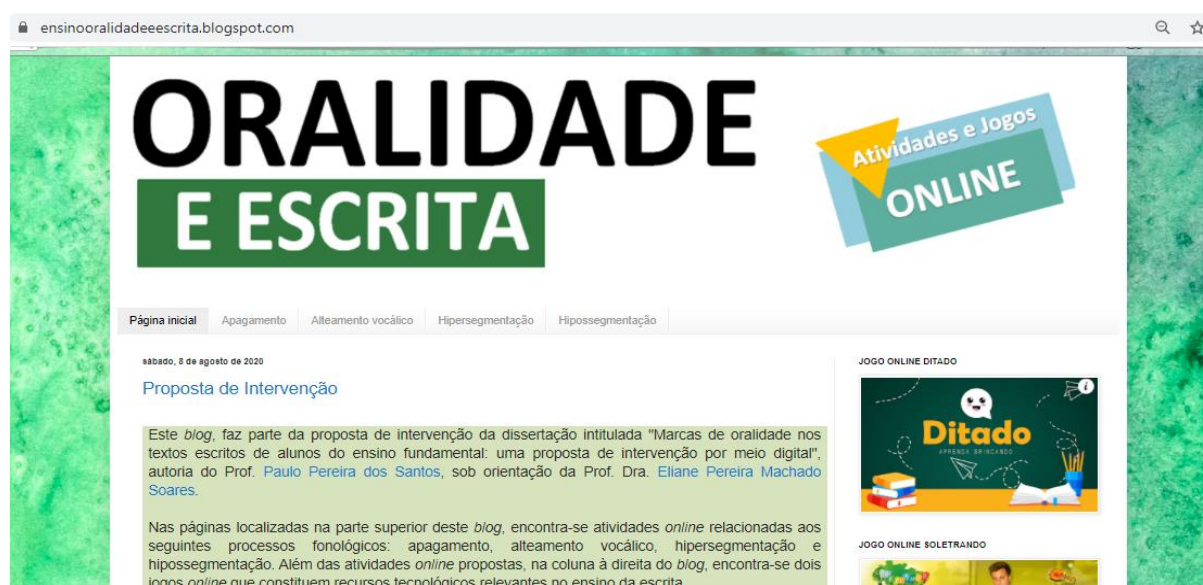 ensinooralidadeeescrita.blogspot.com
ORALIDADE
E ESCRITA
Atividades e Jogos
ONLINE
Página inicial Apagamento Alteamento vocálico Hipersegmentação Hipossegmentação
sábado, 8 de agosto de 2020
Proposta de Intervenção
Este blog, faz parte da proposta de intervenção da dissertação intitulada "Marcas de oralidade nos
textos escritos de alunos do ensino fundamental: uma proposta de intervenção por meio digital",
autoria do Prof. Paulo Pereira dos Santos, sob orientação da Prof. Dra. Eliane Pereira Machado
Soares.
Nas páginas localizadas na parte superior deste blog, encontra-se atividades online relacionadas aos
seguintes processos fonológicos: apagamento, alteamento vocálico, hipersegmentação e
hipossegmentação. Além das atividades online propostas, na coluna à direita do blog, encontra-se dois
jogos online que constituem recursos tecnológicos relevantes no ensino da escrita.
JOGO ONLINE DITADO
Ditado
APRENDA BRINCANDO
JOGO ONLINE SOLETRANDO